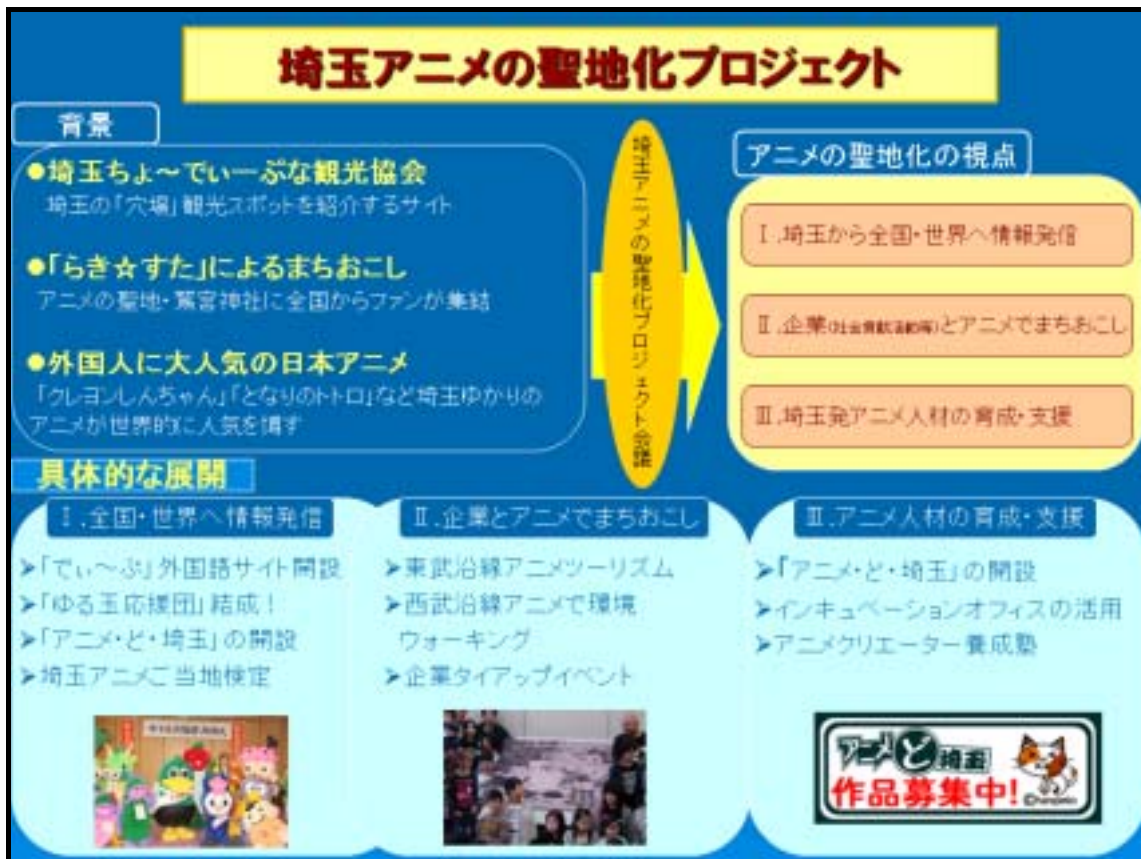 埼玉アニメの聖地化プロジェクト
背景
●埼玉ちょ～でぃーぷな観光協会
埼玉の「穴場」観光スポットを紹介するサイト
●「らき☆すた」によるまちおこし
アニメの聖地・鷲宮神社に全国からファンが集結
●外国人に大人気の日本アニメ
「クレヨンしんちゃん」「となりのトトロ」など埼玉ゆかりの
アニメが世界的に人気を博す
埼玉アニメの聖地化プロジェクト会議
アニメの聖地化の視点
Ⅰ.埼玉から全国・世界へ情報発信
Ⅱ.企業(社会貢献活動等)とアニメでまちおこし
Ⅲ.埼玉発アニメ人材の育成・支援
具体的な展開
Ⅰ.全国・世界へ情報発信
➢「でぃ～ぷ」外国語サイト開設
➢「ゆる玉応援団」結成！
➢「アニメ・ど・埼玉」の開設
➢埼玉アニメご当地検定
Ⅱ.企業とアニメでまちおこし
➢東武沿線アニメツーリズム
➢西武沿線アニメで環境
ウォーキング
➢企業タイアップイベント
Ⅲ.アニメ人材の育成・支援
➢「アニメ・ど・埼玉」の開設
➢インキュベーションオフィスの活用
➢アニメクリエーター養成塾
アニメど埼玉
作品募集中!